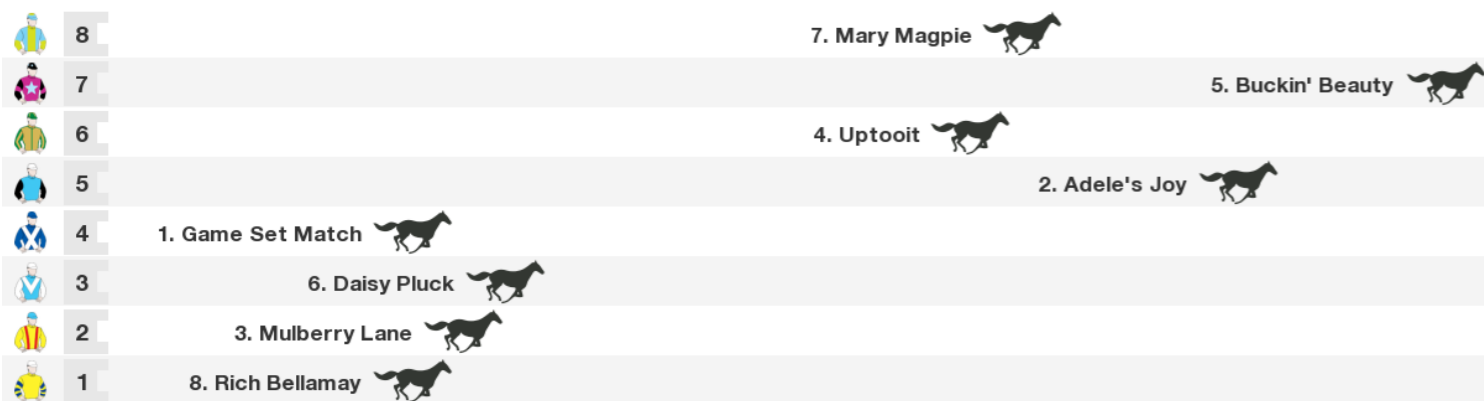 8 7. Mary Magpie
7 5. Buckin' Beauty
6 4. Uptooit
5 2. Adele's Joy
4 1. Game Set Match
3 6. Daisy Pluck
2 3. Mulberry Lane
1 8. Rich Bellamay